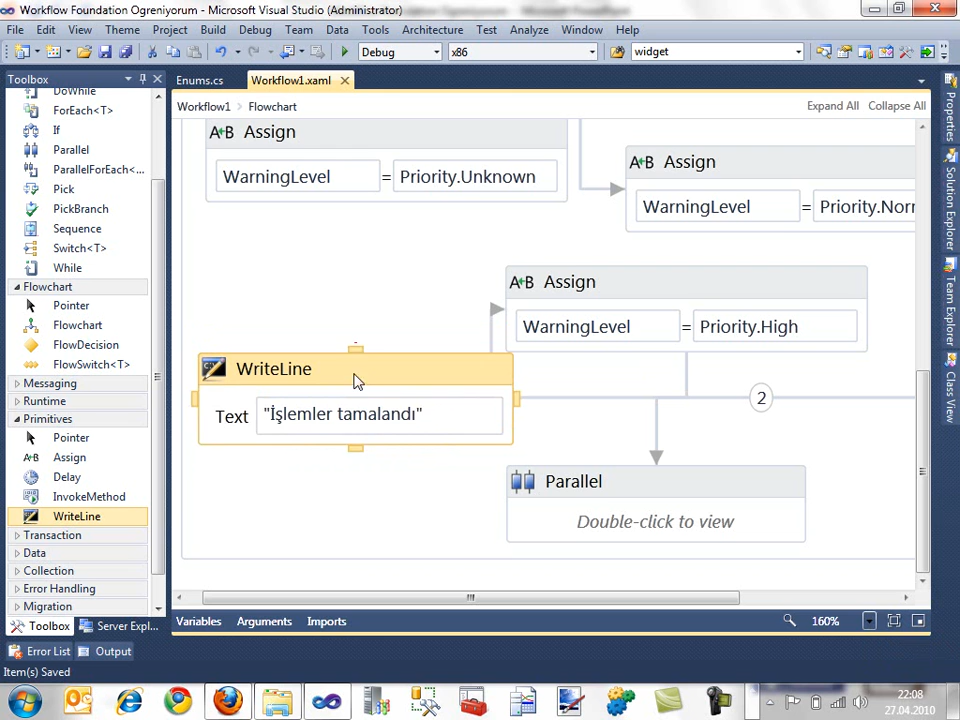 Workflow Foundation Ogreniyorum - Microsoft Visual Studio (Administrator)
File Edit View Theme Project Build Debug Team Data Tools Architecture Test Analyze Window Help
Debug x86 widget
Toolbox
Enums.cs Workflow1.xaml
Workflow1 > Flowchart Expand All Collapse All
DoWhile
ForEach<T>
If
Parallel
ParallelForEach<...
Pick
PickBranch
Sequence
Switch<T>
While
Flowchart
Pointer
Flowchart
FlowDecision
FlowSwitch<T>
Messaging
Runtime
Primitives
Pointer
Assign
Delay
InvokeMethod
WriteLine
Transaction
Data
Collection
Error Handling
Migration
Toolbox Server Expl...
A+B Assign
WarningLevel = Priority.Unknown
A+B Assign
WarningLevel = Priority.Norr
A+B Assign
WarningLevel = Priority.High
WriteLine
Text "İşlemler tamalandı"
2
Parallel
Double-click to view
Variables Arguments Imports 160%
Properties
Solution Explorer
Team Explorer
Class View
Error List Output
Item(s) Saved
22:08
27.04.2010